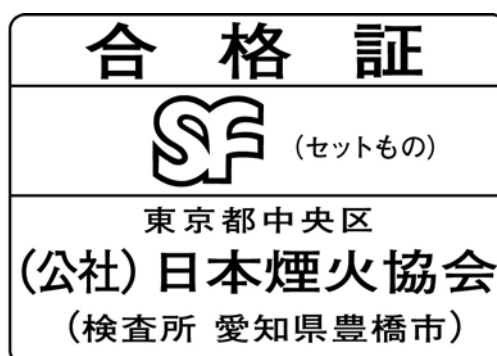 合格証
SF (セットもの)
東京都中央区
(公社)日本煙火協会
(検査所 愛知県豊橋市)